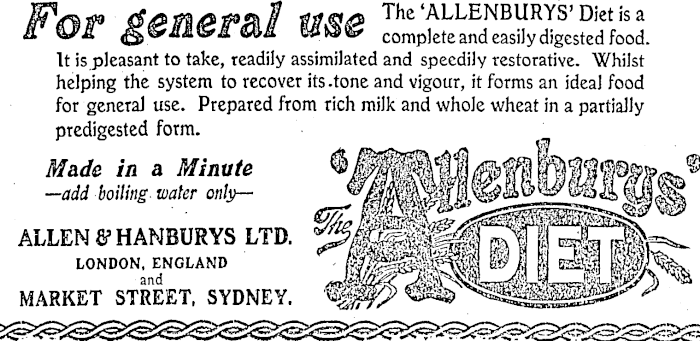 For general use
The 'ALLENBURYS' Diet is a
complete and easily digested food.
It is pleasant to take, readily assimilated and speedily restorative. Whilst
helping the system to recover its tone and vigour, it forms an ideal food
for general use. Prepared from rich milk and whole wheat in a partially
predigested form.
Made in a Minute
—add boiling water only—
ALLEN & HANBURYS LTD.
LONDON, ENGLAND
and
MARKET STREET, SYDNEY.
The 'Allenburys'
DIET